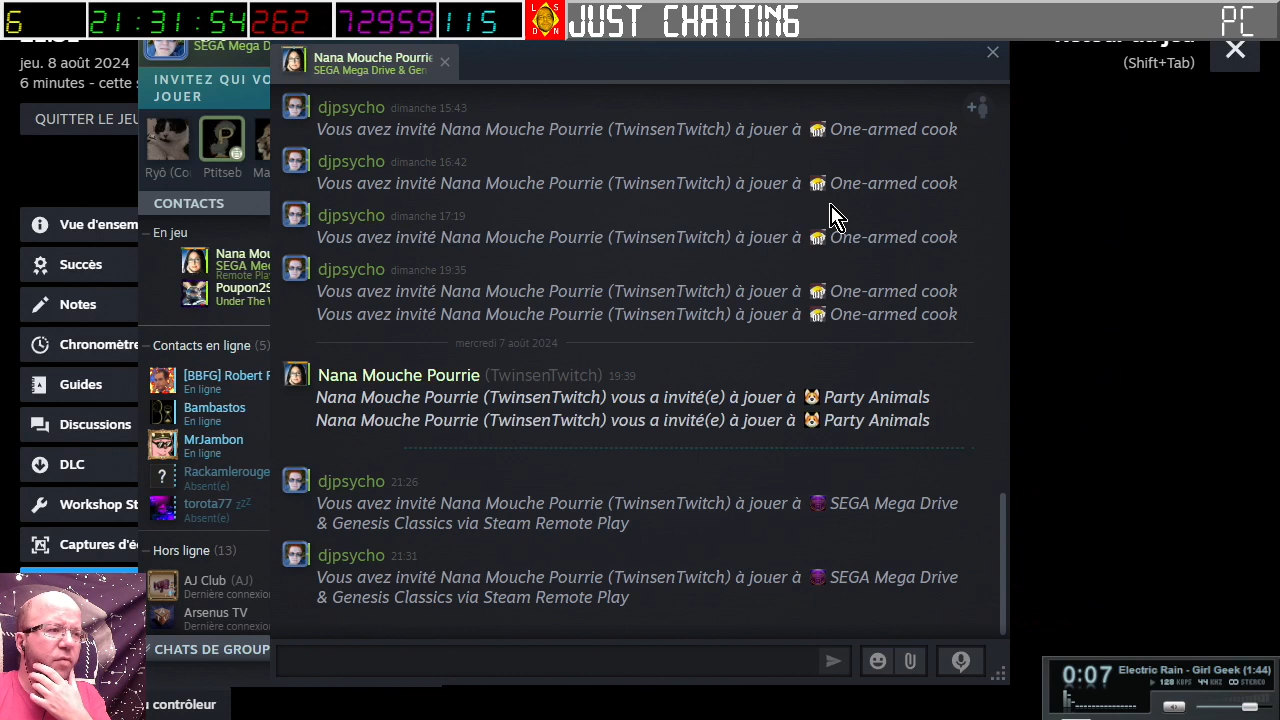 6 21:31:54 262 72959 115 JUST CHATTING PC
jeu. 8 août 2024
6 minutes - cette s
QUITTER LE JEU
Vue d'ensem
Succès
Notes
Chronomètre
Guides
Discussions
DLC
Workshop St
Captures d'é
u contrôleur
SEGA Mega D
INVITEZ QUI VO
JOUER
Ryô (Co
Ptitseb
Ma
CONTACTS
En jeu
Nana Mou
SEGA Meg
Remote Play
Poupon29
Under The W
Contacts en ligne (5)
[BBFG] Robert F
En ligne
Bambastos
En ligne
MrJambon
En ligne
Rackamlerouge
Absent(e)
torota77 zzZ
Absent(e)
Hors ligne (13)
AJ Club (AJ)
Dernière connexion
Arsenus TV
Dernière connexion
CHATS DE GROUP
Nana Mouche Pourrie
SEGA Mega Drive & Gen
djpsycho dimanche 15:43
Vous avez invité Nana Mouche Pourrie (TwinsenTwitch) à jouer à One-armed cook
djpsycho dimanche 16:42
Vous avez invité Nana Mouche Pourrie (TwinsenTwitch) à jouer à One-armed cook
djpsycho dimanche 17:19
Vous avez invité Nana Mouche Pourrie (TwinsenTwitch) à jouer à One-armed cook
djpsycho dimanche 19:35
Vous avez invité Nana Mouche Pourrie (TwinsenTwitch) à jouer à One-armed cook
Vous avez invité Nana Mouche Pourrie (TwinsenTwitch) à jouer à One-armed cook
mercredi 7 août 2024
Nana Mouche Pourrie (TwinsenTwitch) 19:39
Nana Mouche Pourrie (TwinsenTwitch) vous a invité(e) à jouer à Party Animals
Nana Mouche Pourrie (TwinsenTwitch) vous a invité(e) à jouer à Party Animals
djpsycho 21:26
Vous avez invité Nana Mouche Pourrie (TwinsenTwitch) à jouer à SEGA Mega Drive
& Genesis Classics via Steam Remote Play
djpsycho 21:31
Vous avez invité Nana Mouche Pourrie (TwinsenTwitch) à jouer à SEGA Mega Drive
& Genesis Classics via Steam Remote Play
(Shift+Tab)
0:07 Electric Rain - Girl Geek (1:44)
128 KBPS 44 KHZ STEREO